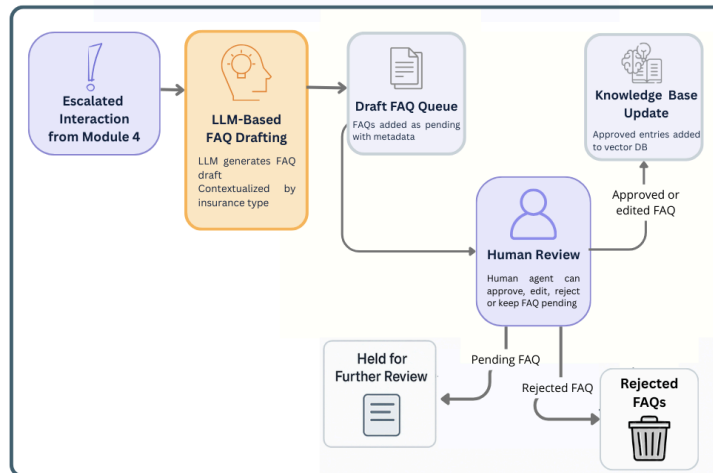 Escalated
Interaction
from Module 4
LLM-Based
FAQ Drafting
LLM generates FAQ
draft
Contextualized by
insurance type
Draft FAQ Queue
FAQs added as pending
with metadata
Knowledge Base
Update
Approved entries added
to vector DB
Approved or
edited FAQ
Human Review
Human agent can
approve, edit, reject
or keep FAQ pending
Pending FAQ
Held for
Further Review
Rejected FAQ
Rejected
FAQs